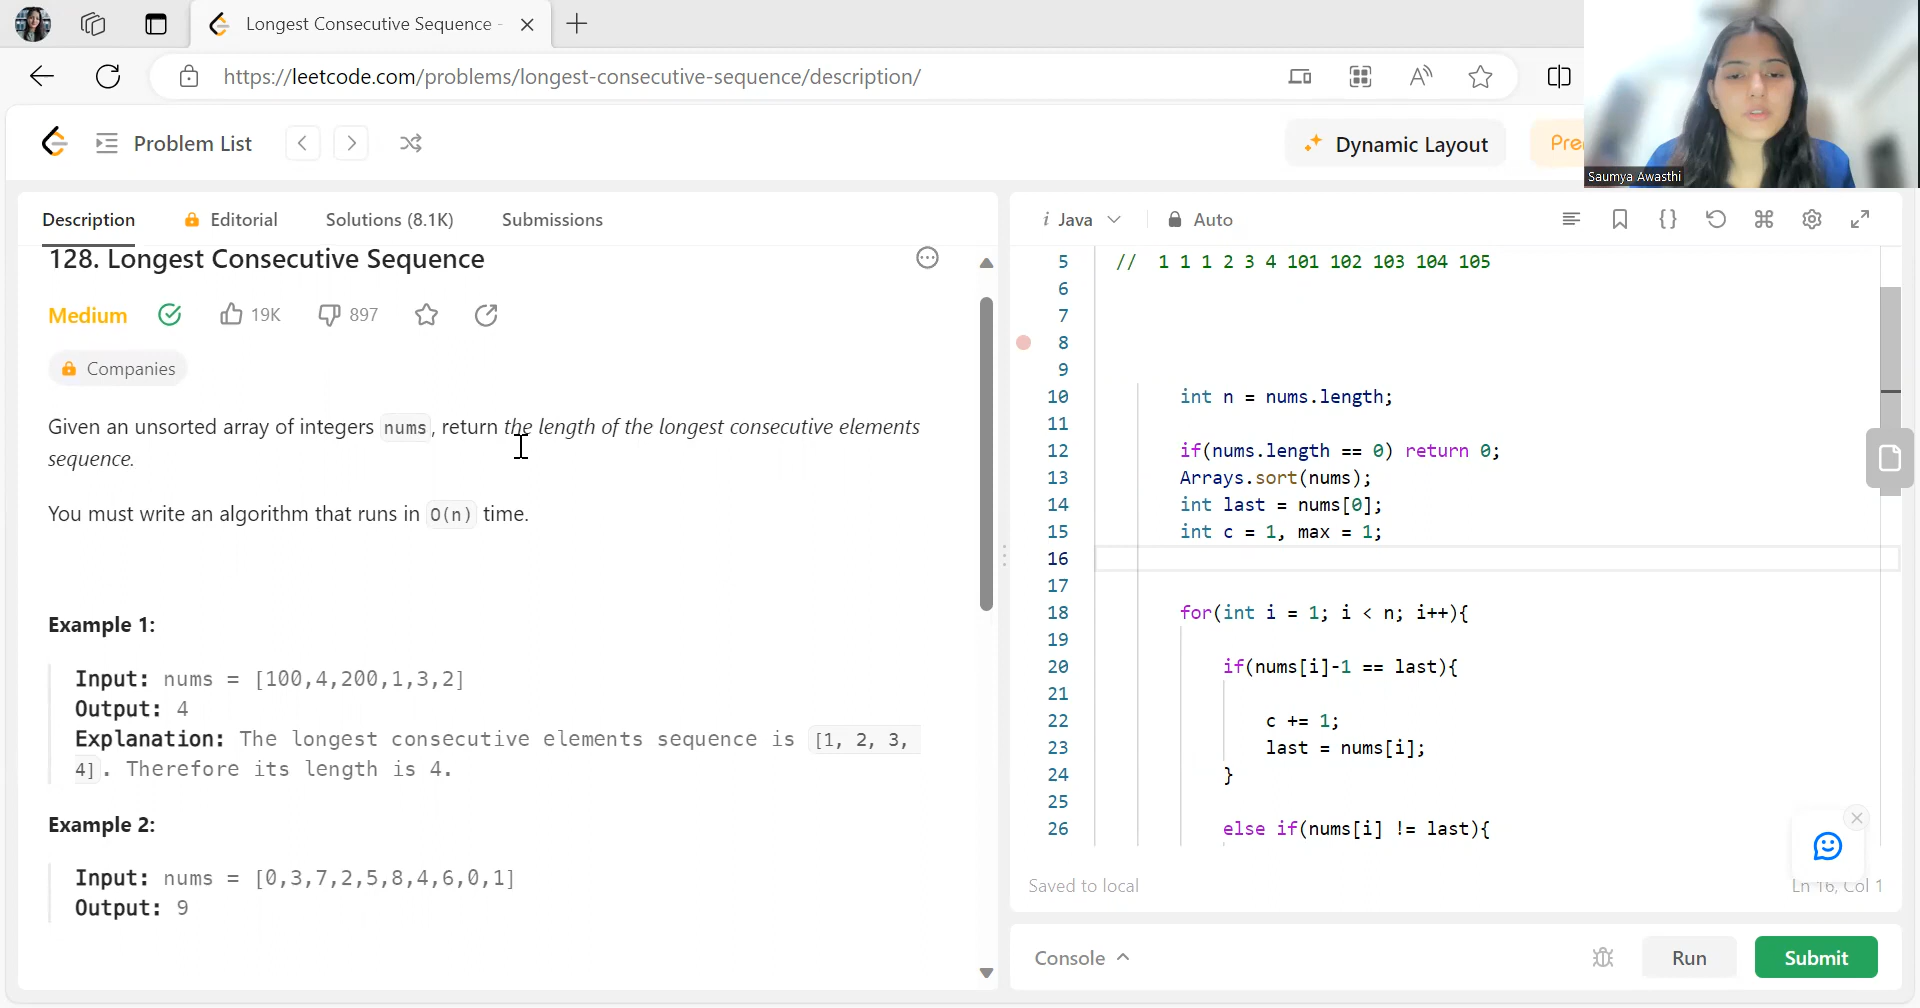 Longest Consecutive Sequence -
https://leetcode.com/problems/longest-consecutive-sequence/description/
Problem List
Dynamic Layout
Pre
Saumya Awasthi
Description
Editorial
Solutions (8.1K)
Submissions
128. Longest Consecutive Sequence
Medium
19K
897
Companies
Given an unsorted array of integers nums, return the length of the longest consecutive elements
sequence.
You must write an algorithm that runs in O(n) time.
Example 1:
Input: nums = [100,4,200,1,3,2]
Output: 4
Explanation: The longest consecutive elements sequence is [1, 2, 3,
4]. Therefore its length is 4.
Example 2:
Input: nums = [0,3,7,2,5,8,4,6,0,1]
Output: 9
i Java
Auto
5 // 1 1 1 2 3 4 101 102 103 104 105
6
7
8
9
10 int n = nums.length;
11
12 if(nums.length == 0) return 0;
13 Arrays.sort(nums);
14 int last = nums[0];
15 int c = 1, max = 1;
16
17
18 for(int i = 1; i < n; i++){
19
20 if(nums[i]-1 == last){
21
22 c += 1;
23 last = nums[i];
24 }
25
26 else if(nums[i] != last){
Saved to local
Ln 16, Col 1
Console
Run
Submit